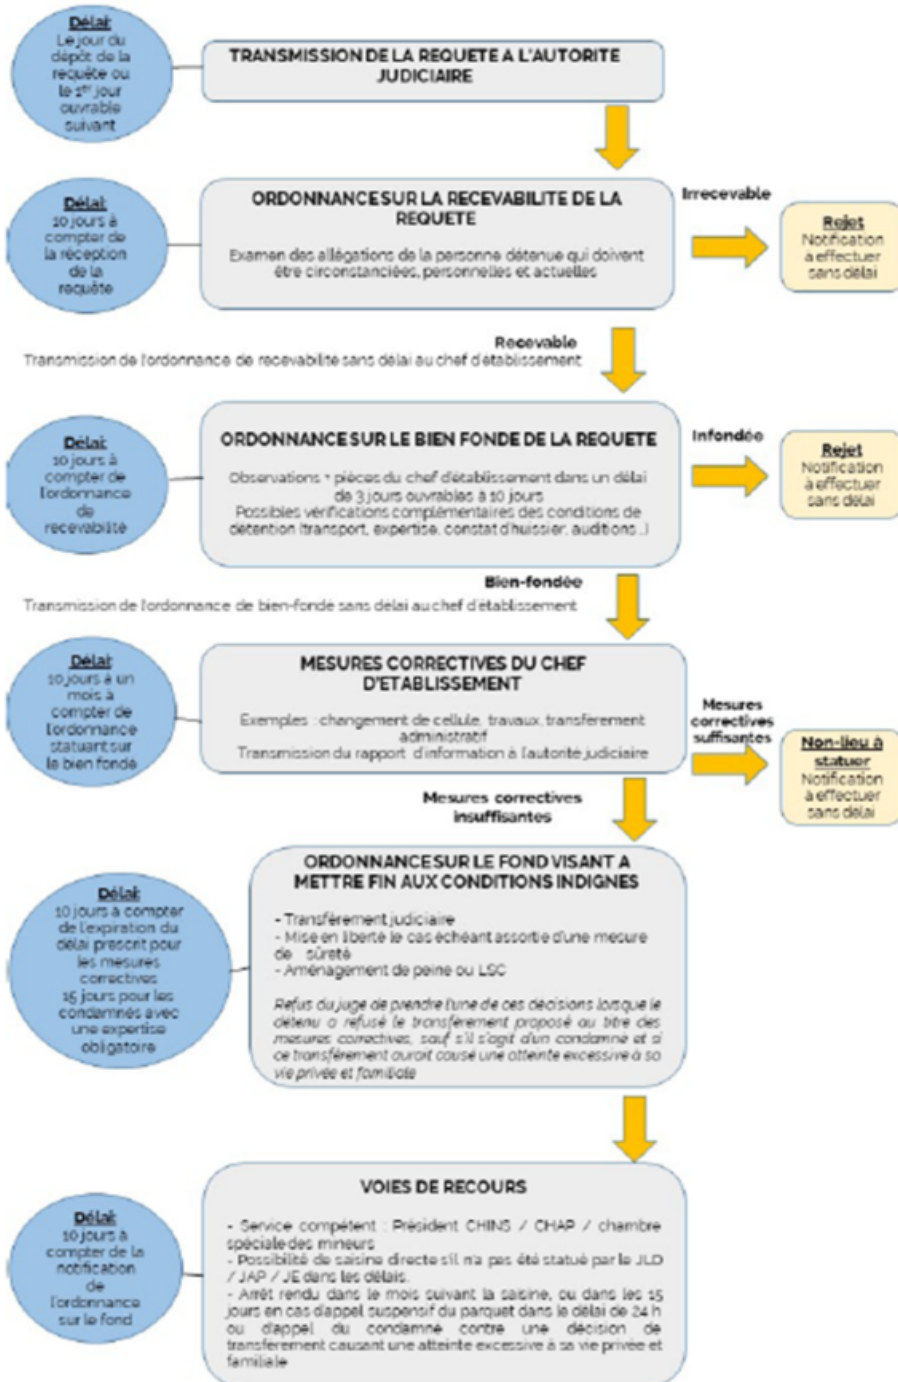 Délai:
Le jour du
dépôt de la
requête ou
le 1er jour
ouvrable
suivant
TRANSMISSION DE LA REQUETE A L'AUTORITE
JUDICIAIRE
Délai:
10 jours à
compter de
la réception
de la
requête
ORDONNANCE SUR LA RECEVABILITE DE LA
REQUETE
Examen des allégations de la personne détenue qui doivent
être circonstanciées, personnelles et actuelles
Irrecevable
Rejet
Notification
à effectuer
sans délai
Recevable
Transmission de l'ordonnance de recevabilité sans délai au chef d'établissement
Délai:
10 jours à
compter de
l'ordonnance
de
recevabilité
ORDONNANCE SUR LE BIEN FONDE DE LA REQUETE
Observations + pièces du chef d'établissement dans un délai
de 3 jours ouvrables à 10 jours
Possibles vérifications complémentaires des conditions de
détention (transport, expertise, constat d'huissier, auditions…)
Infondée
Rejet
Notification
à effectuer
sans délai
Bien-fondée
Transmission de l'ordonnance de bien-fondé sans délai au chef d'établissement
Délai:
10 jours à un
mois à
compter de
l'ordonnance
statuant sur
le bien fondé
MESURES CORRECTIVES DU CHEF
D'ETABLISSEMENT
Exemples : changement de cellule, travaux, transfèrement
administratif
Transmission du rapport d'information à l'autorité judiciaire
Mesures
correctives
suffisantes
Non-lieu à
statuer
Notification
à effectuer
sans délai
Mesures correctives
insuffisantes
Délai:
10 jours à compter
de l'expiration du
délai prescrit pour
les mesures
correctives
15 jours pour les
condamnés avec
une expertise
obligatoire
ORDONNANCE SUR LE FOND VISANT A
METTRE FIN AUX CONDITIONS INDIGNES
- Transfèrement judiciaire
- Mise en liberté le cas échéant assortie d'une mesure
de sûreté
- Aménagement de peine ou LSC
Refus du juge de prendre l'une de ces décisions lorsque le
détenu a refusé le transfèrement proposé au titre des
mesures correctives, sauf s'il s'agit d'un condamné et si
ce transfèrement aurait causé une atteinte excessive à sa
vie privée et familiale
Délai:
10 jours à
compter de la
notification
de
l'ordonnance
sur le fond
VOIES DE RECOURS
- Service compétent : Président CHINS / CHAP / chambre
spéciale des mineurs
- Possibilité de saisine directe s'il n'a pas été statué par le JLD
/ JAP / JE dans les délais.
- Arrêt rendu dans le mois suivant la saisine, ou dans les 15
jours en cas d'appel suspensif du parquet dans le délai de 24 h
ou d'appel du condamné contre une décision de
transfèrement causant une atteinte excessive à sa vie privée et
familiale